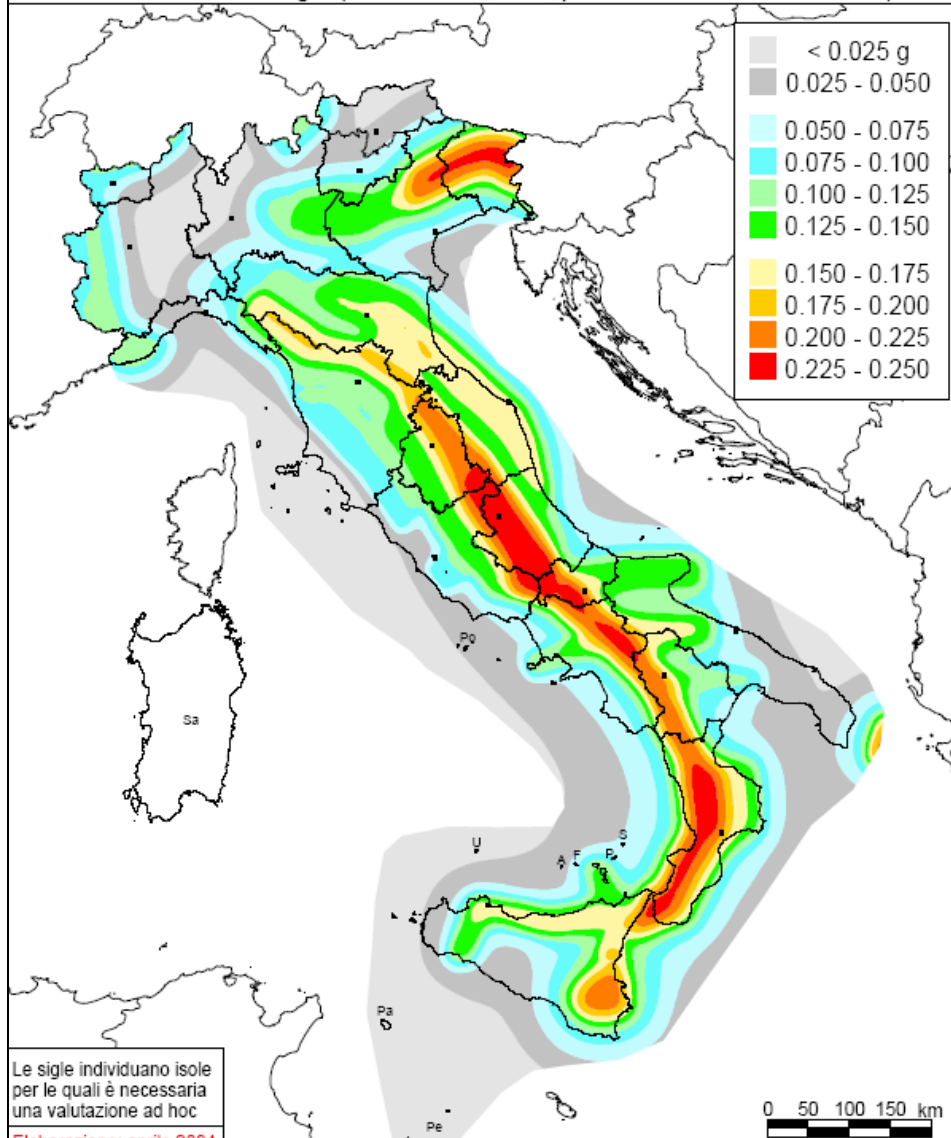 < 0.025 g
0.025 - 0.050
0.050 - 0.075
0.075 - 0.100
0.100 - 0.125
0.125 - 0.150
0.150 - 0.175
0.175 - 0.200
0.200 - 0.225
0.225 - 0.250
Po
Sa
S
U
A F P
Pa
Pe
Le sigle individuano isole
per le quali è necessaria
una valutazione ad hoc
0 50 100 150 km